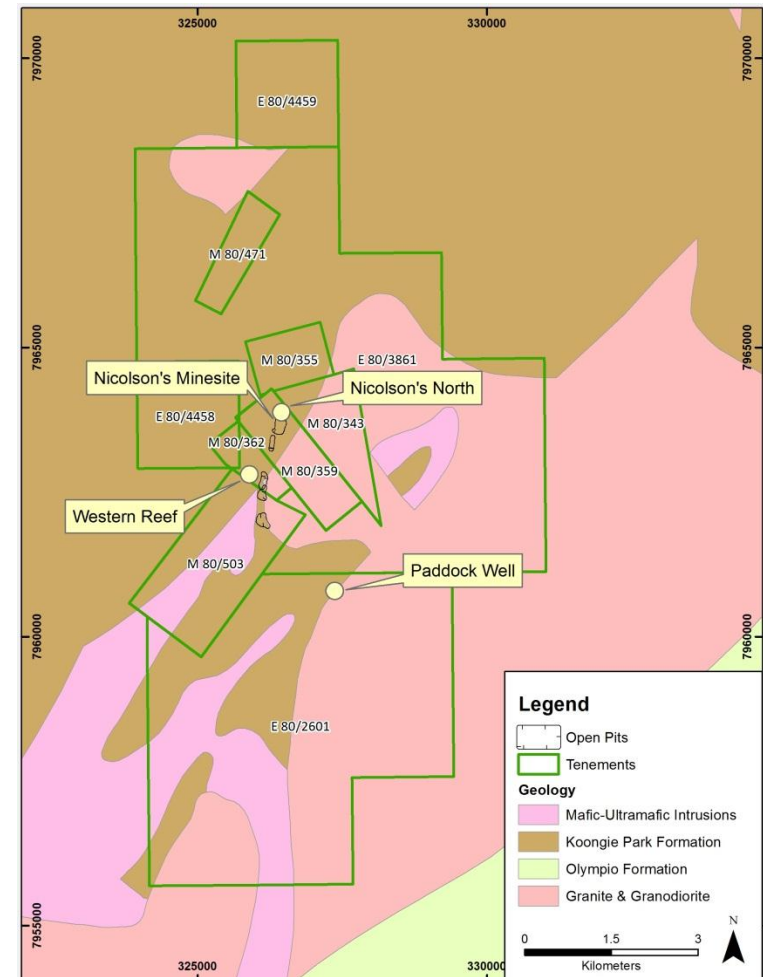 325000
330000
7970000
7970000
E 80/4459
M 80/471
7965000
7965000
M 80/355
E 80/3861
Nicolson's Minesite
Nicolson's North
E 80/4458
M 80/343
M 80/362
M 80/359
Western Reef
M 80/503
Paddock Well
7960000
7960000
E 80/2601
7955000
325000
330000
Legend
Open Pits
Tenements
Geology
Mafic-Ultramafic Intrusions
Koongie Park Formation
Olympio Formation
Granite & Granodiorite
0
1.5
3
Kilometers
N
7955000